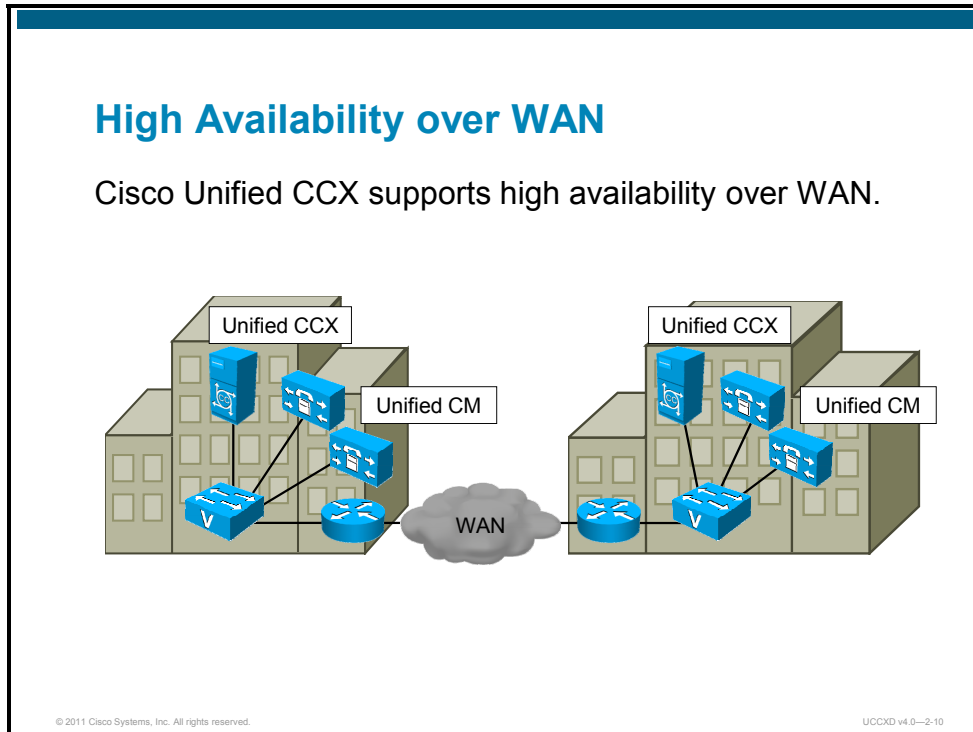 High Availability over WAN
Cisco Unified CCX supports high availability over WAN.
Unified CCX
Unified CCX
Unified CM
Unified CM
V
WAN
V
© 2011 Cisco Systems, Inc. All rights reserved.
UCCXD v4.0—2-10